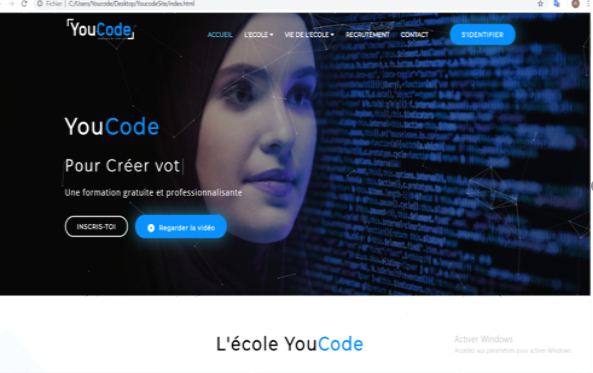 Fichier | C:/Users/Youcode/Desktop/YoucodeSite/index.html
YouCode
ACCUEIL L'ECOLE VIE DE L'ECOLE RECRUTEMENT CONTACT S'IDENTIFIER
YouCode
Pour Créer vot
Une formation gratuite et professionnalisante
INSCRIS-TOI Regarder la vidéo
L'école YouCode
Activer Windows
Accédez aux paramètres pour activer Windows.